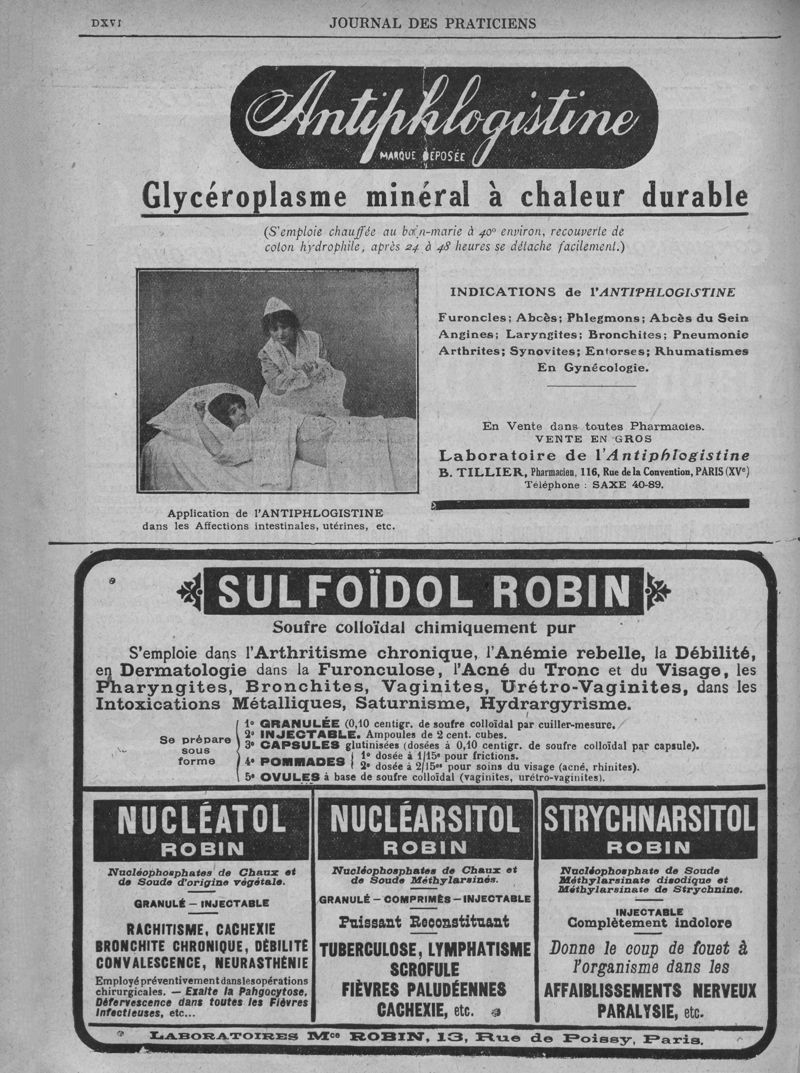 DXVI
JOURNAL DES PRATICIENS
Antiphlogistine
MARQUE DÉPOSÉE
Glycéroplasme minéral à chaleur durable
(S'emploie chauffée au bain-marie à 40° environ, recouverte de
coton hydrophile, après 24 à 48 heures se détache facilement.)
INDICATIONS de l'ANTIPHLOGISTINE
Furoncles; Abcès; Phlegmons; Abcès du Sein
Angines; Laryngites; Bronchites; Pneumonie
Arthrites; Synovites; Entorses; Rhumatismes
En Gynécologie.
En Vente dans toutes Pharmacies.
VENTE EN GROS
Laboratoire de l'Antiphlogistine
B. TILLIER, Pharmacien, 116, Rue de la Convention, PARIS (XVe)
Téléphone : SAXE 40-89.
Application de l'ANTIPHLOGISTINE
dans les Affections intestinales, utérines, etc.
SULFOÏDOL ROBIN
Soufre colloïdal chimiquement pur
S'emploie dans l'Arthritisme chronique, l'Anémie rebelle, la Débilité,
en Dermatologie dans la Furonculose, l'Acné du Tronc et du Visage, les
Pharyngites, Bronchites, Vaginites, Urétro-Vaginites, dans les
Intoxications Métalliques, Saturnisme, Hydrargyrisme.
Se prépare
sous
forme
1° GRANULÉE (0,10 centigr. de soufre colloïdal par cuiller-mesure.
2° INJECTABLE. Ampoules de 2 cent. cubes.
3° CAPSULES glutinisées (dosées à 0,10 centigr. de soufre colloïdal par capsule).
4° POMMADES
1° dosée à 1/15e pour frictions.
2° dosée à 2/15es pour soins du visage (acné, rhinites).
5° OVULES à base de soufre colloïdal (vaginites, urétro-vaginites).
NUCLÉATOL
ROBIN
Nucléophosphates de Chaux et
de Soude d'origine végétale.
GRANULÉ – INJECTABLE
RACHITISME, CACHEXIE
BRONCHITE CHRONIQUE, DÉBILITÉ
CONVALESCENCE, NEURASTHÉNIE
Employé préventivement dans les opérations
chirurgicales. — Exalte la Pahgocytose,
Défervescence dans toutes les Fièvres
infectieuses, etc...
NUCLÉARSITOL
ROBIN
Nucléophosphates de Chaux et
de Soude Méthylarsinés.
GRANULÉ – COMPRIMÉS – INJECTABLE
Puissant Reconstituant
TUBERCULOSE, LYMPHATISME
SCROFULE
FIÈVRES PALUDÉENNES
CACHEXIE, etc.
STRYCHNARSITOL
ROBIN
Nucléophosphate de Soude
Méthylarsinate disodique et
Méthylarsinate de Strychnine.
INJECTABLE
Complètement indolore
Donne le coup de fouet à
l'organisme dans les
AFFAIBLISSEMENTS NERVEUX
PARALYSIE, etc.
LABORATOIRES Mce ROBIN, 13, Rue de Poissy, Paris.